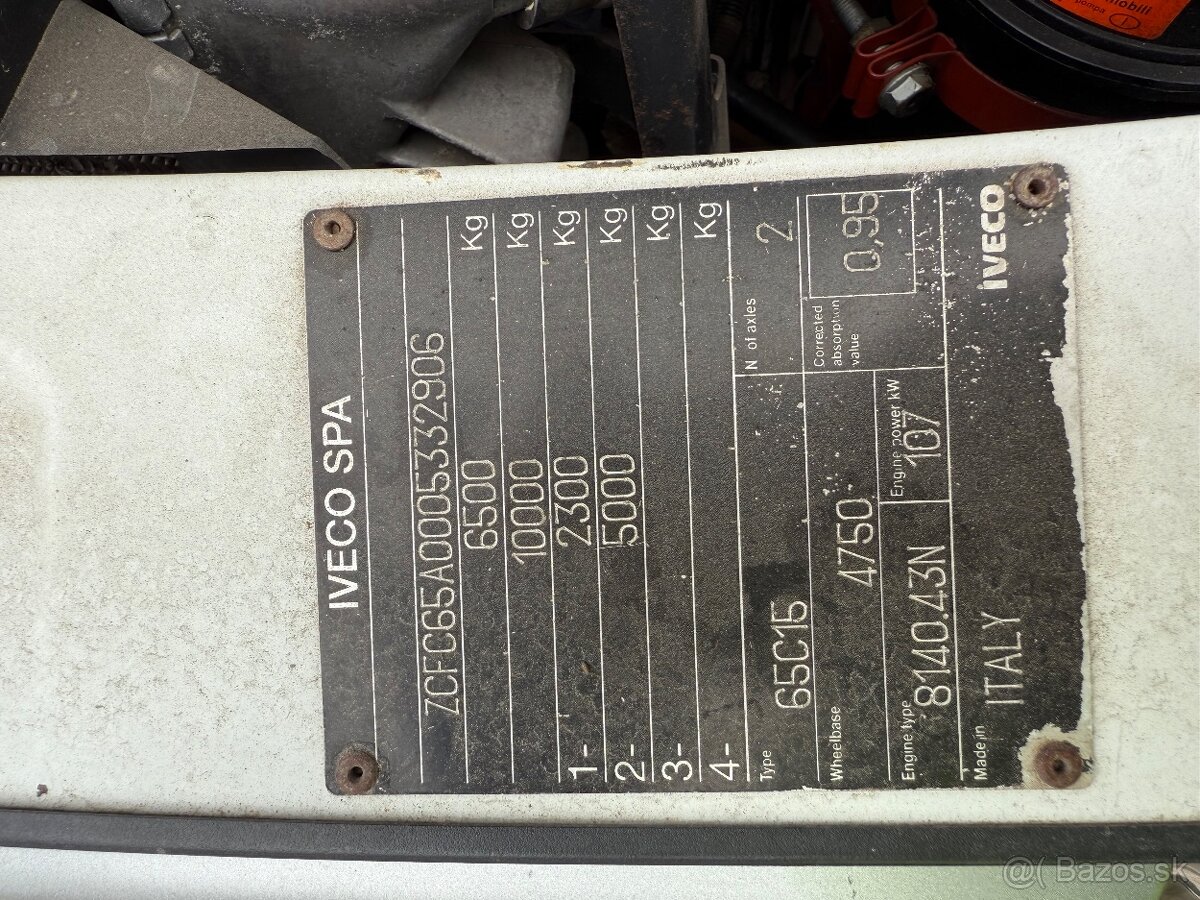 IVECO SPA
ZCFC65A0005332906
6500 Kg
10000 Kg
1- 2300 Kg
2- 5000 Kg
3- Kg
4- Kg
Type 65C15 N of axles 2
Wheelbase 4750 Corrected absorption value 0,95
Engine type 8140.43N Engine power kW 107
Made in ITALY IVECO
pompa
@( Bazos.sk